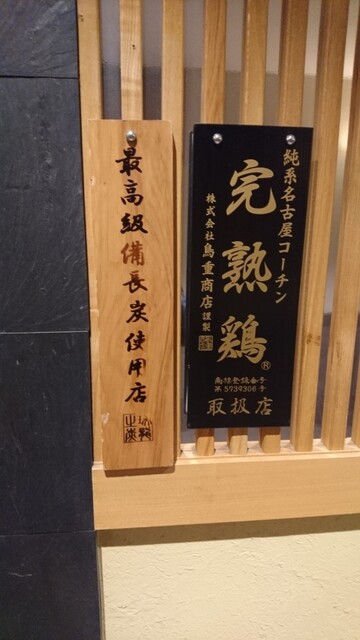 最高級備長炭使用店
純系名古屋コーチン
完熟鶏®
株式会社鳥重商店謹製
商標登録番号
第5739306号
取扱店